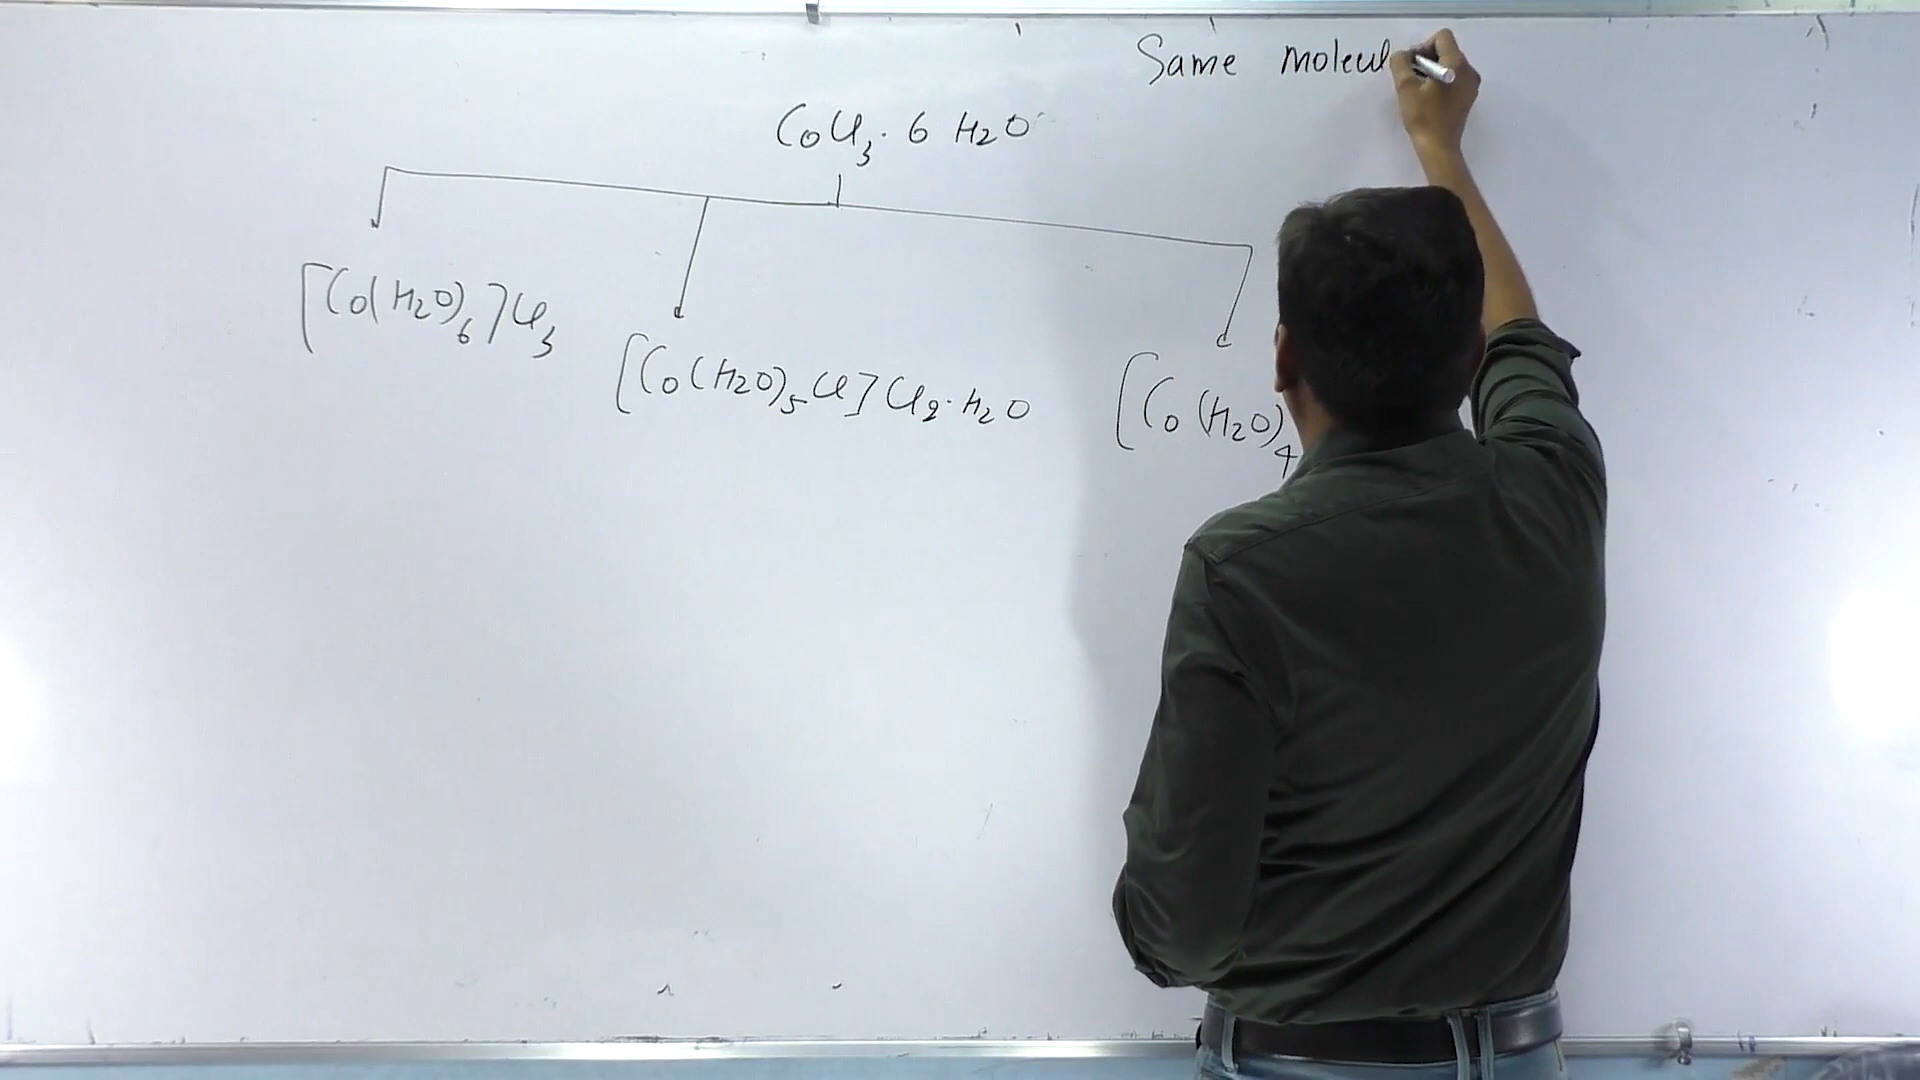 Same molecul
CoCl3. 6 H2O
[Co(H2O)6]Cl3
[Co(H2O)5Cl]Cl2.H2O
[Co(H2O)4